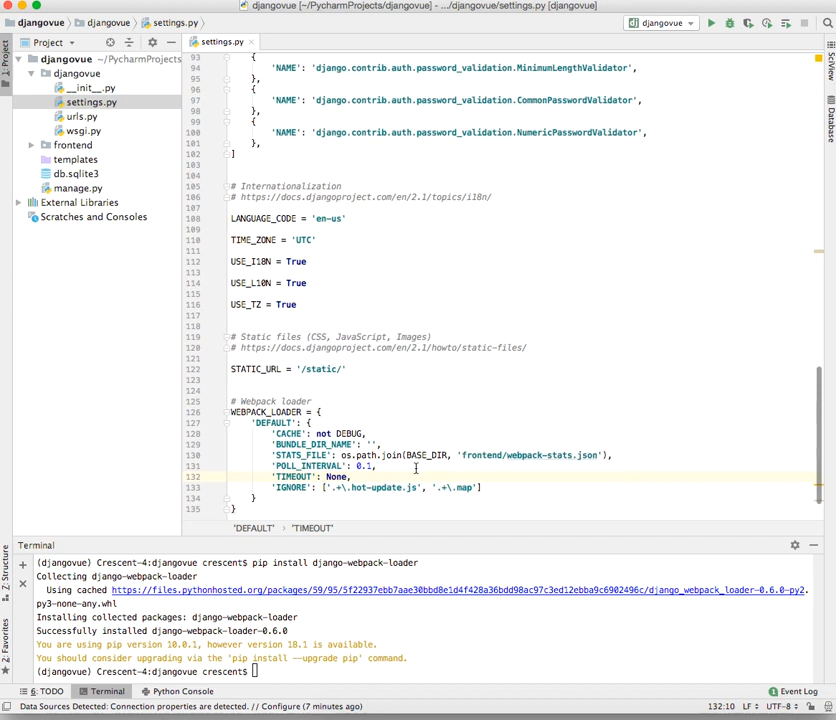 djangovue – .../djangovue/settings.py [djangovue]
djangovue
djangovue
settings.py
djangovue
Project
settings.py
1: Project
djangovue ~/PycharmProjects
djangovue
__init__.py
settings.py
urls.py
wsgi.py
frontend
templates
db.sqlite3
manage.py
External Libraries
Scratches and Consoles
93 {
94 'NAME': 'django.contrib.auth.password_validation.MinimumLengthValidator',
95 },
96 {
97 'NAME': 'django.contrib.auth.password_validation.CommonPasswordValidator',
98 },
99 {
100 'NAME': 'django.contrib.auth.password_validation.NumericPasswordValidator',
101 },
102 ]
103
104
105 # Internationalization
106 # https://docs.djangoproject.com/en/2.1/topics/i18n/
107
108 LANGUAGE_CODE = 'en-us'
109
110 TIME_ZONE = 'UTC'
111
112 USE_I18N = True
113
114 USE_L10N = True
115
116 USE_TZ = True
117
118
119 # Static files (CSS, JavaScript, Images)
120 # https://docs.djangoproject.com/en/2.1/howto/static-files/
121
122 STATIC_URL = '/static/'
123
124
125 # Webpack loader
126 WEBPACK_LOADER = {
127 'DEFAULT': {
128 'CACHE': not DEBUG,
129 'BUNDLE_DIR_NAME': '',
130 'STATS_FILE': os.path.join(BASE_DIR, 'frontend/webpack-stats.json'),
131 'POLL_INTERVAL': 0.1,
132 'TIMEOUT': None,
133 'IGNORE': ['.+\.hot-update.js', '.+\.map']
134 }
135 }
'DEFAULT' › 'TIMEOUT'
SciView
Database
Z: Structure
2: Favorites
Terminal
(djangovue) Crescent-4:djangovue crescent$ pip install django-webpack-loader
Collecting django-webpack-loader
Using cached https://files.pythonhosted.org/packages/59/95/5f22937ebb7aae30bbd8e1d4f428a36bdd98ac97c3ed12ebba9c6902496c/django_webpack_loader-0.6.0-py2.
py3-none-any.whl
Installing collected packages: django-webpack-loader
Successfully installed django-webpack-loader-0.6.0
You are using pip version 10.0.1, however version 18.1 is available.
You should consider upgrading via the 'pip install --upgrade pip' command.
(djangovue) Crescent-4:djangovue crescent$
6: TODO
Terminal
Python Console
Event Log
Data Sources Detected: Connection properties are detected. // Configure (7 minutes ago)
132:10 LF UTF-8